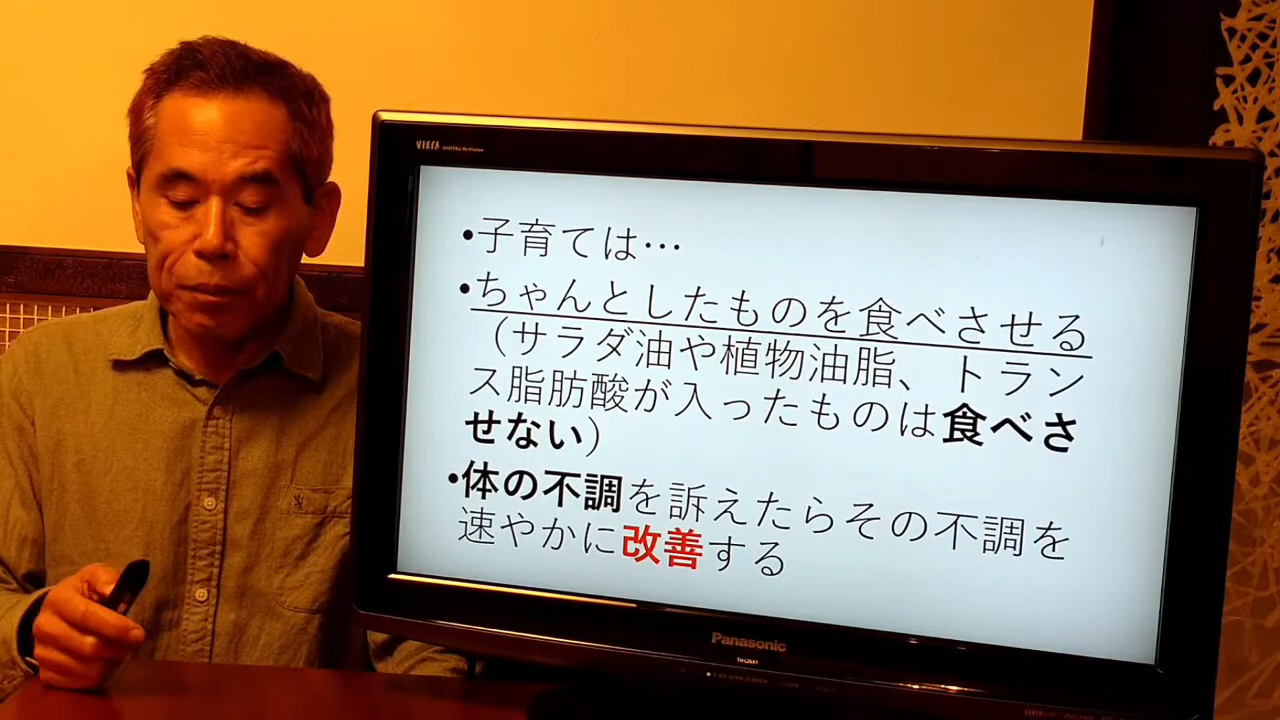 VIERA
•子育ては…
•ちゃんとしたものを食べさせる
（サラダ油や植物油脂、トラン
ス脂肪酸が入ったものは食べさ
せない）
•体の不調を訴えたらその不調を
速やかに改善する
Panasonic